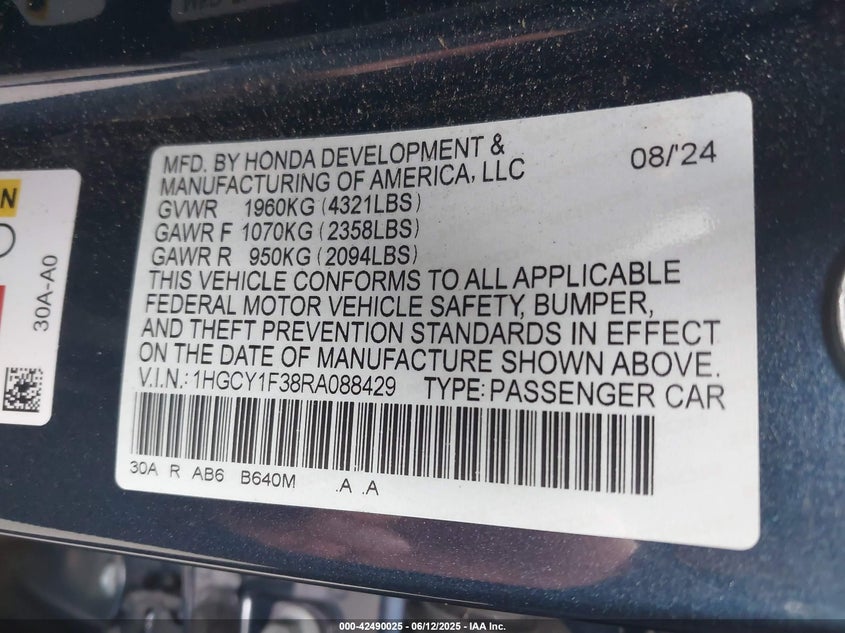 MFD. BY HONDA DEVELOPMENT &
MANUFACTURING OF AMERICA, LLC
08/'24
GVWR 1960KG (4321LBS)
GAWR F 1070KG (2358LBS)
GAWR R 950KG (2094LBS)
THIS VEHICLE CONFORMS TO ALL APPLICABLE
FEDERAL MOTOR VEHICLE SAFETY, BUMPER,
AND THEFT PREVENTION STANDARDS IN EFFECT
ON THE DATE OF MANUFACTURE SHOWN ABOVE.
V.I.N.: 1HGCY1F38RA088429 TYPE: PASSENGER CAR
30A R AB6 B640M .A .A
30A-A0
000-42490025 - 06/12/2025 - IAA Inc.